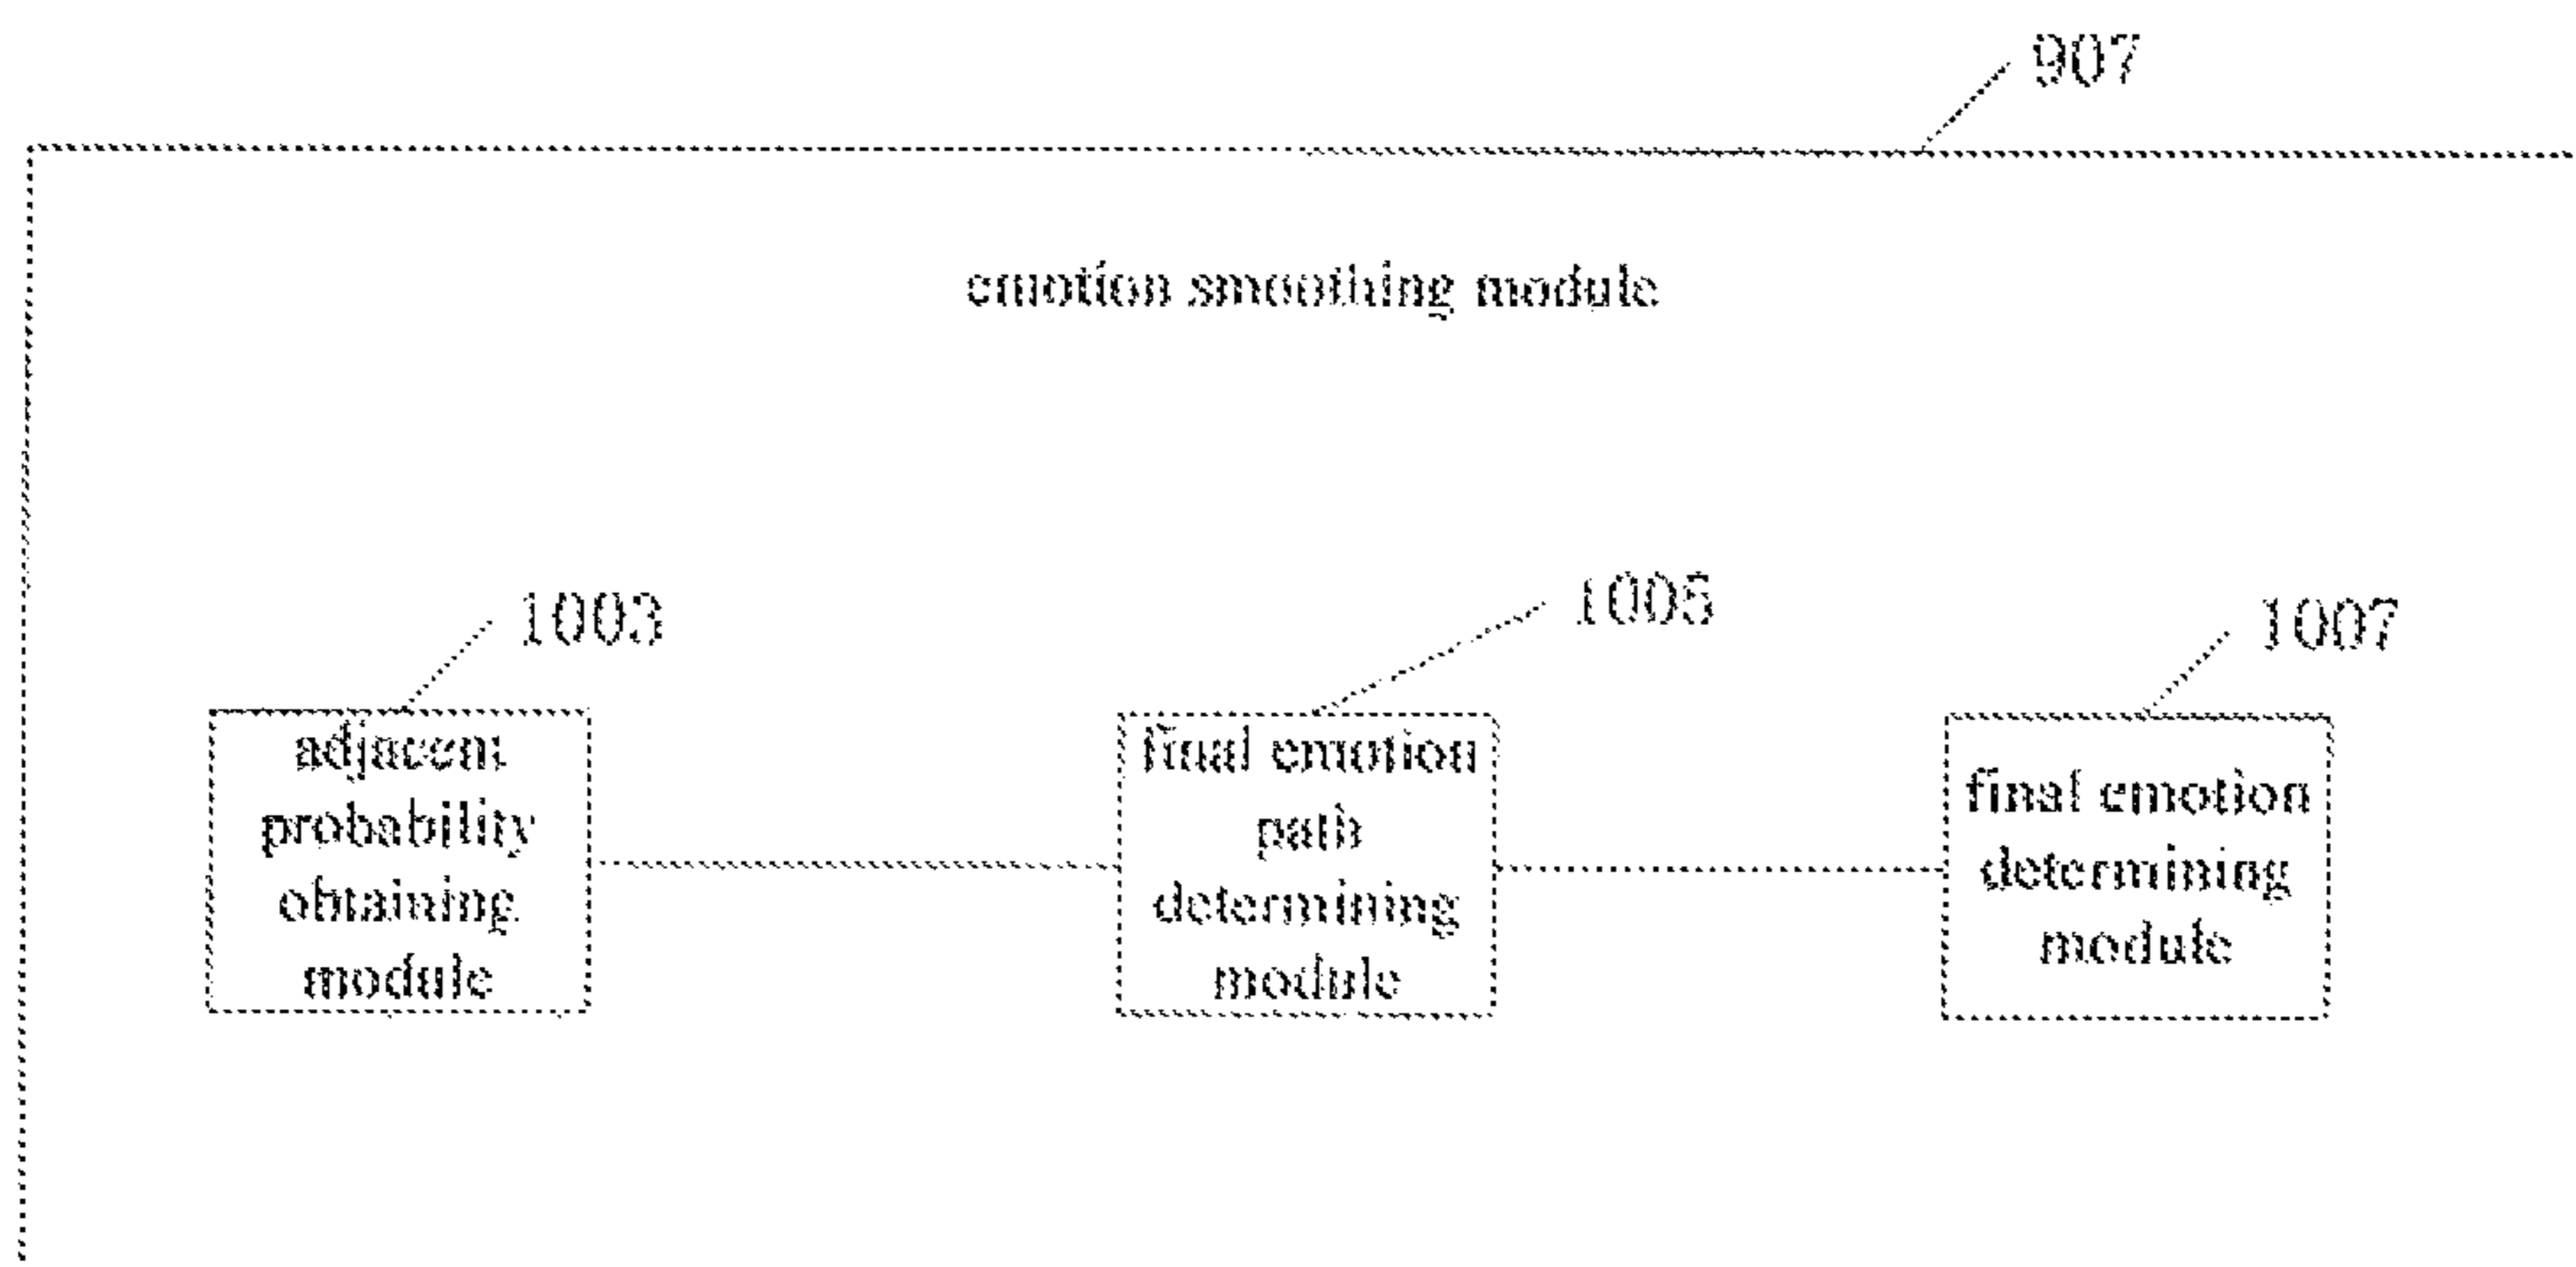 907
emotion smoothing module
1003
1005
1007
adjacent
probability
obtaining
module
final emotion
path
determining
module
final emotion
determining
module